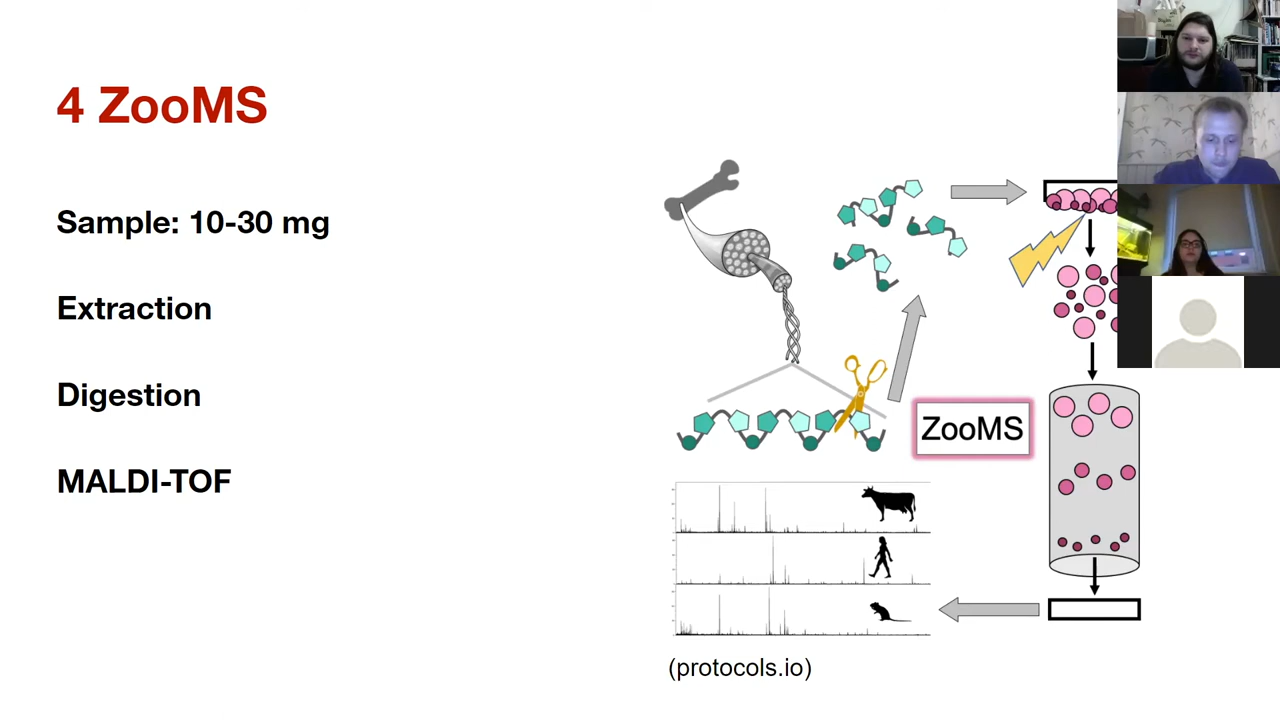 4 ZooMS
Sample: 10-30 mg
Extraction
Digestion
MALDI-TOF
ZooMS
(protocols.io)